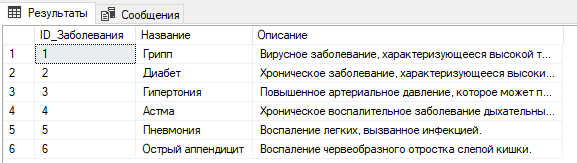 Результаты Сообщения
ID_Заболевания Название Описание
1 1 Грипп Вирусное заболевание, характеризующееся высокой т...
2 2 Диабет Хроническое заболевание, характеризующееся высоки...
3 3 Гипертония Повышенное артериальное давление, которое может п...
4 4 Астма Хроническое воспалительное заболевание дыхательны...
5 5 Пневмония Воспаление легких, вызванное инфекцией.
6 6 Острый аппендицит Воспаление червеобразного отростка слепой кишки.